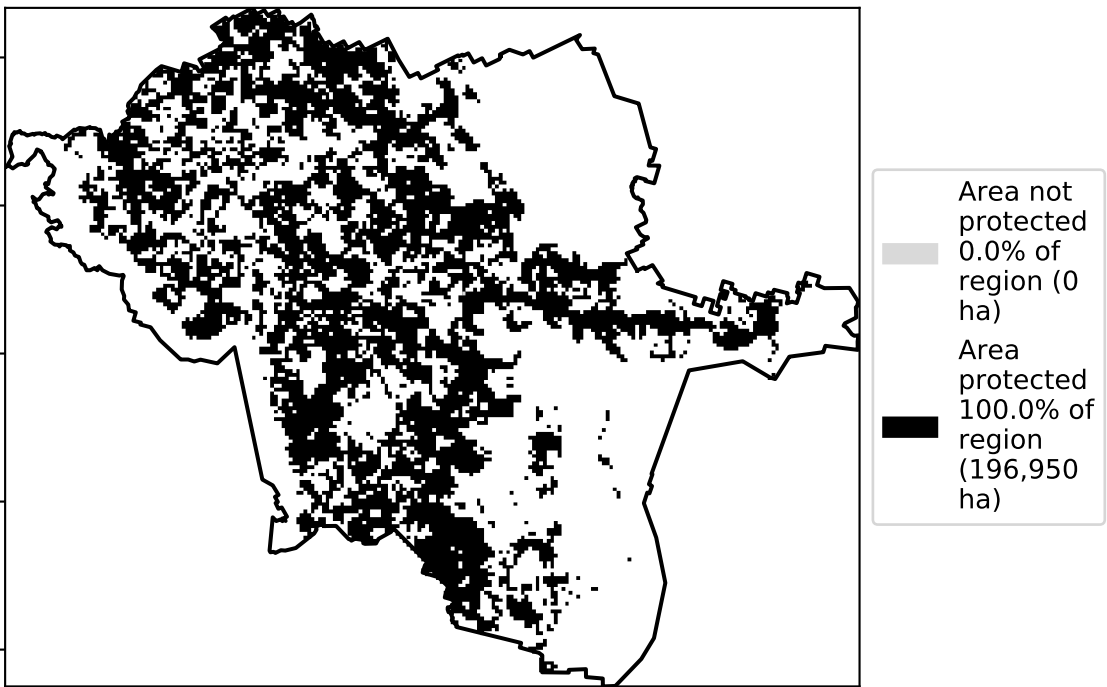 Area not
protected
0.0% of
region (0
ha)
Area
protected
100.0% of
region
(196,950
ha)